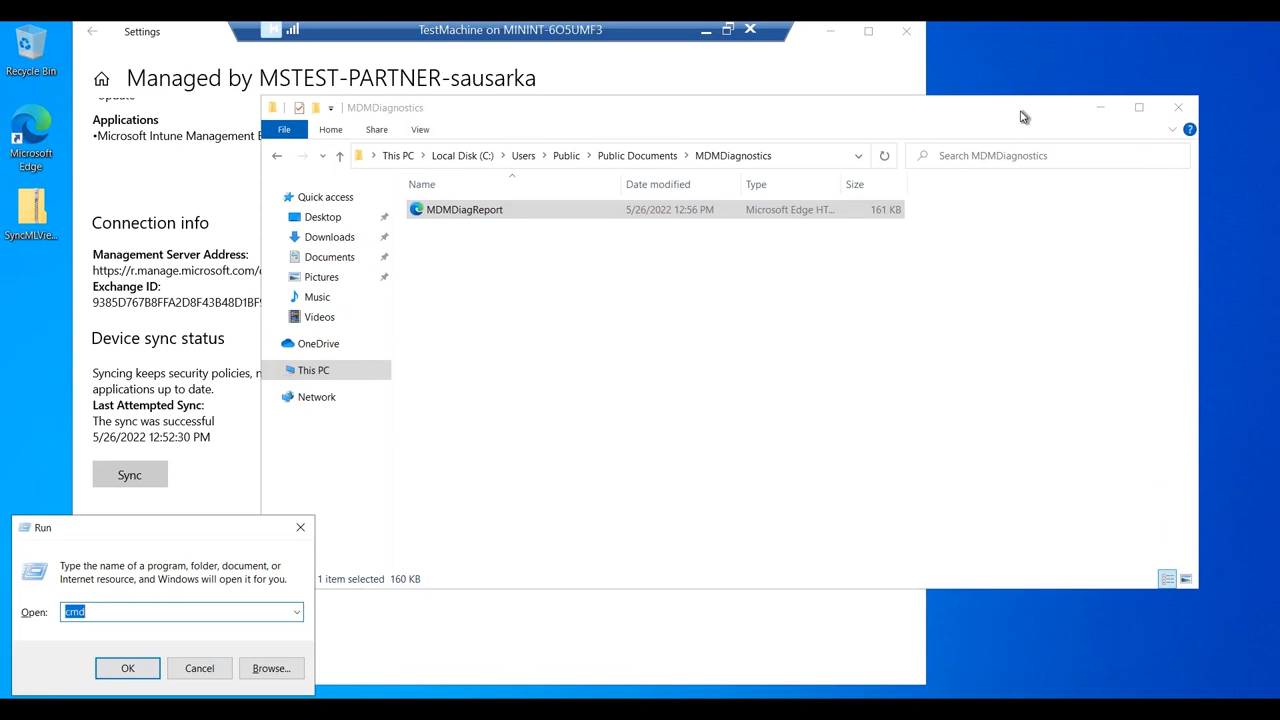 Recycle Bin
Microsoft Edge
SyncMLVie...
Settings
TestMachine on MININT-6O5UMF3
Managed by MSTEST-PARTNER-sausarka
Applications
•Microsoft Intune Management E
Connection info
Management Server Address:
https://r.manage.microsoft.com/
Exchange ID:
9385D767B8FFA2D8F43B48D1BF
Device sync status
Syncing keeps security policies, n
applications up to date.
Last Attempted Sync:
The sync was successful
5/26/2022 12:52:30 PM
Sync
MDMDiagnostics
File Home Share View
This PC Local Disk (C:) Users Public Public Documents MDMDiagnostics
Search MDMDiagnostics
Name Date modified Type Size
MDMDiagReport 5/26/2022 12:56 PM Microsoft Edge HT... 161 KB
Quick access
Desktop
Downloads
Documents
Pictures
Music
Videos
OneDrive
This PC
Network
1 item selected 160 KB
Run
Type the name of a program, folder, document, or
Internet resource, and Windows will open it for you.
Open: cmd
OK Cancel Browse...